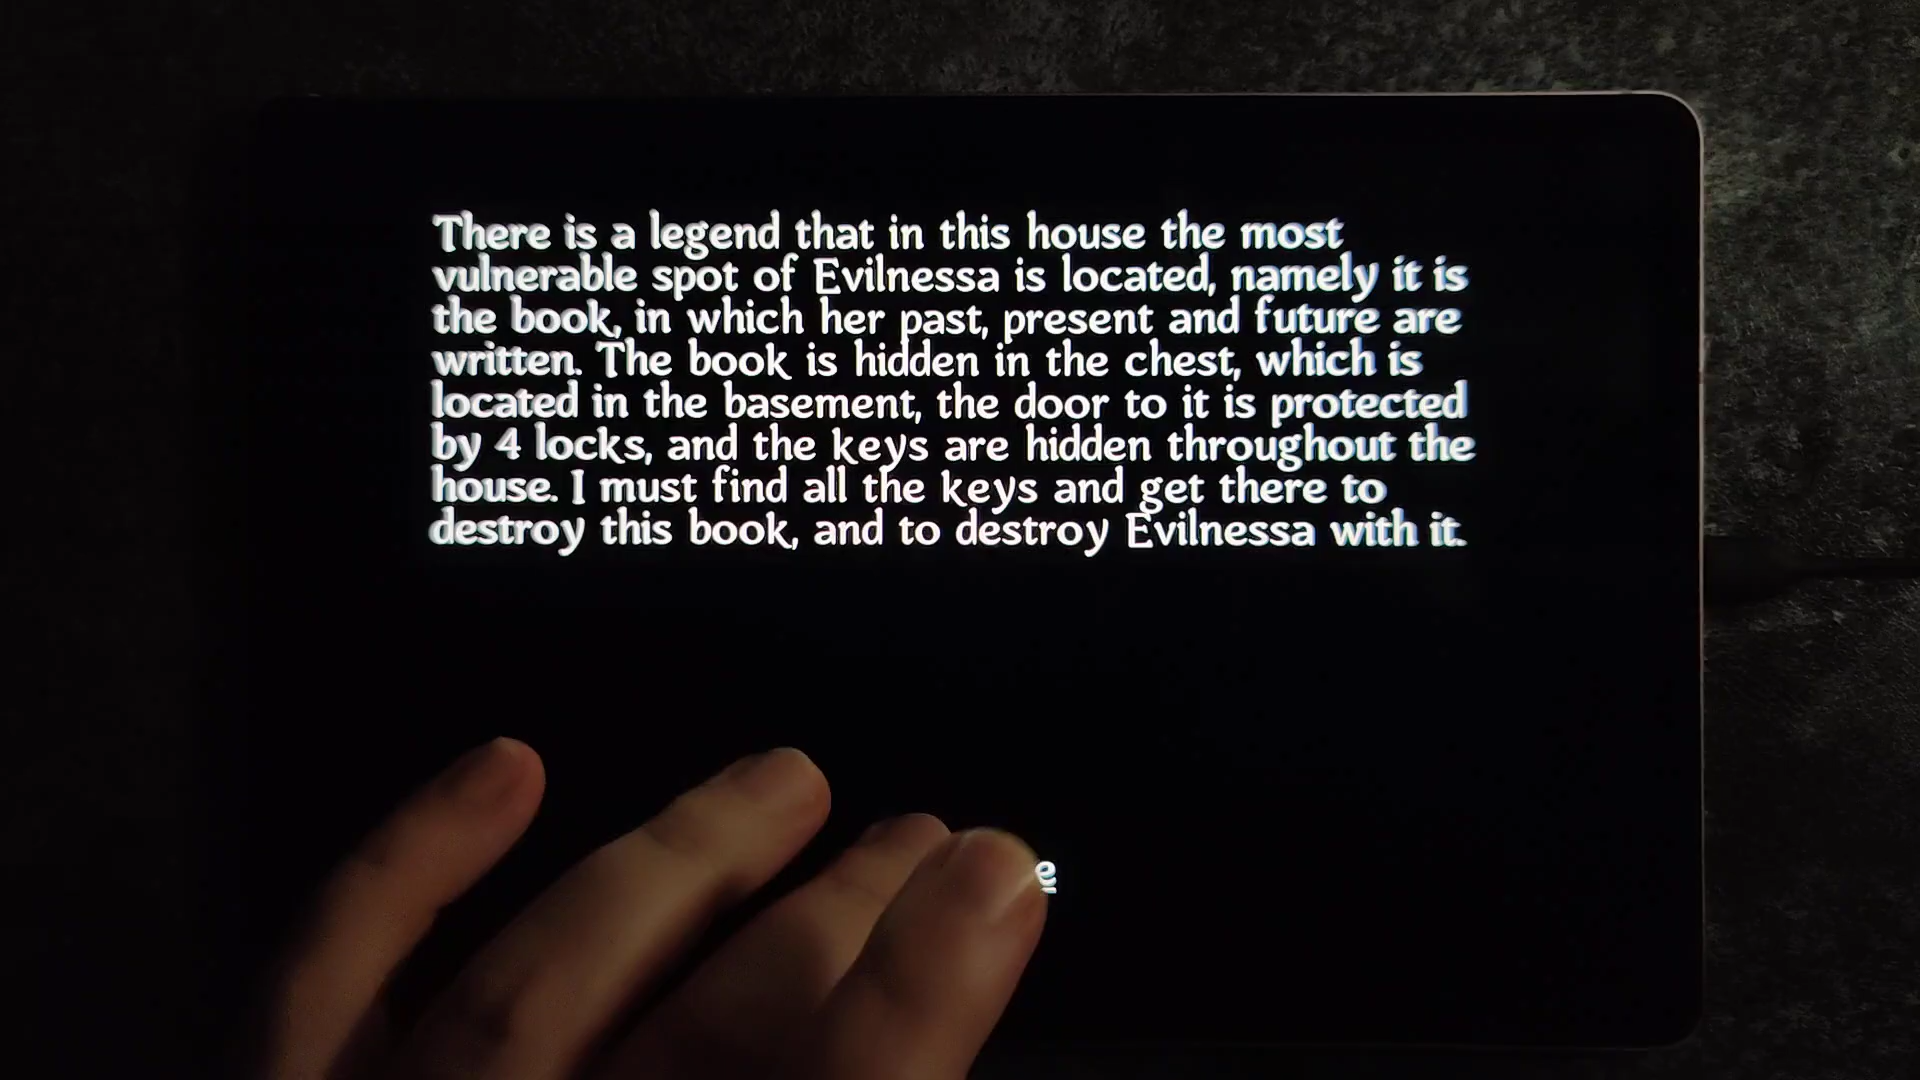 There is a legend that in this house the most
vulnerable spot of Evilnessa is located, namely it is
the book, in which her past, present and future are
written. The book is hidden in the chest, which is
located in the basement, the door to it is protected
by 4 locks, and the keys are hidden throughout the
house. I must find all the keys and get there to
destroy this book, and to destroy Evilnessa with it.